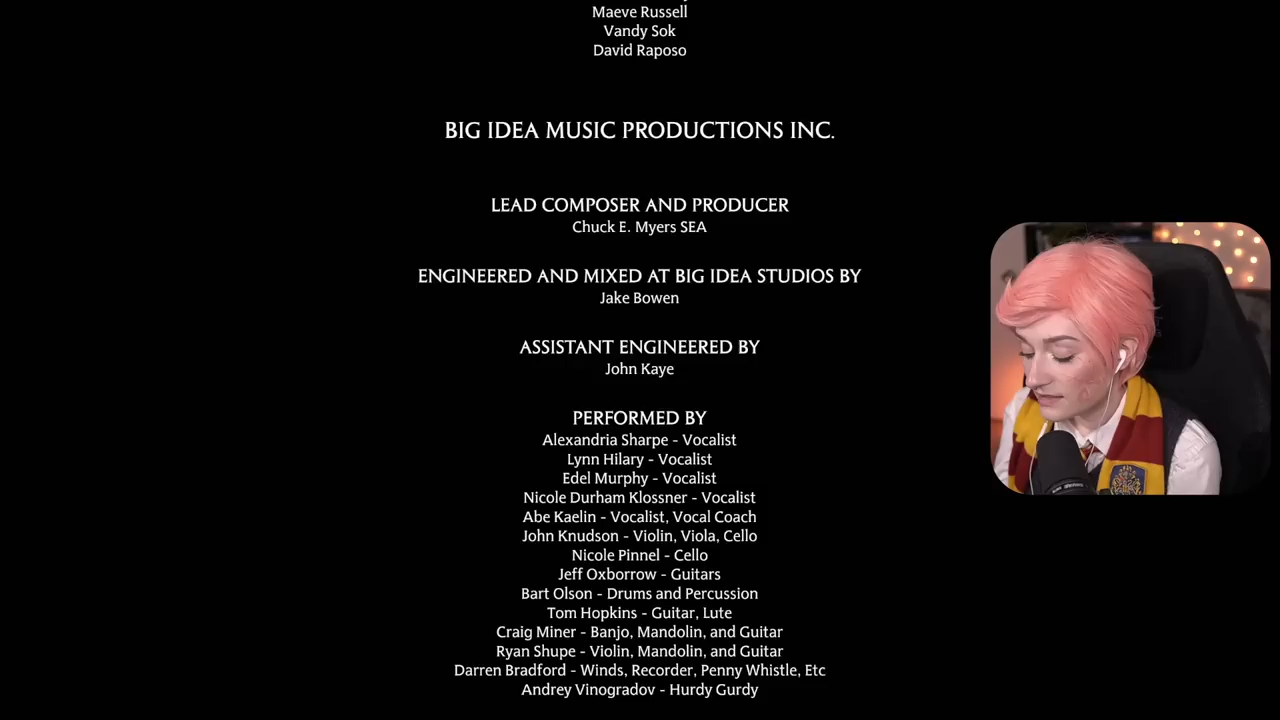 Maeve Russell
Vandy Sok
David Raposo
BIG IDEA MUSIC PRODUCTIONS INC.
LEAD COMPOSER AND PRODUCER
Chuck E. Myers SEA
ENGINEERED AND MIXED AT BIG IDEA STUDIOS BY
Jake Bowen
ASSISTANT ENGINEERED BY
John Kaye
PERFORMED BY
Alexandria Sharpe - Vocalist
Lynn Hilary - Vocalist
Edel Murphy - Vocalist
Nicole Durham Klossner - Vocalist
Abe Kaelin - Vocalist, Vocal Coach
John Knudson - Violin, Viola, Cello
Nicole Pinnel - Cello
Jeff Oxborrow - Guitars
Bart Olson - Drums and Percussion
Tom Hopkins - Guitar, Lute
Craig Miner - Banjo, Mandolin, and Guitar
Ryan Shupe - Violin, Mandolin, and Guitar
Darren Bradford - Winds, Recorder, Penny Whistle, Etc
Andrey Vinogradov - Hurdy Gurdy